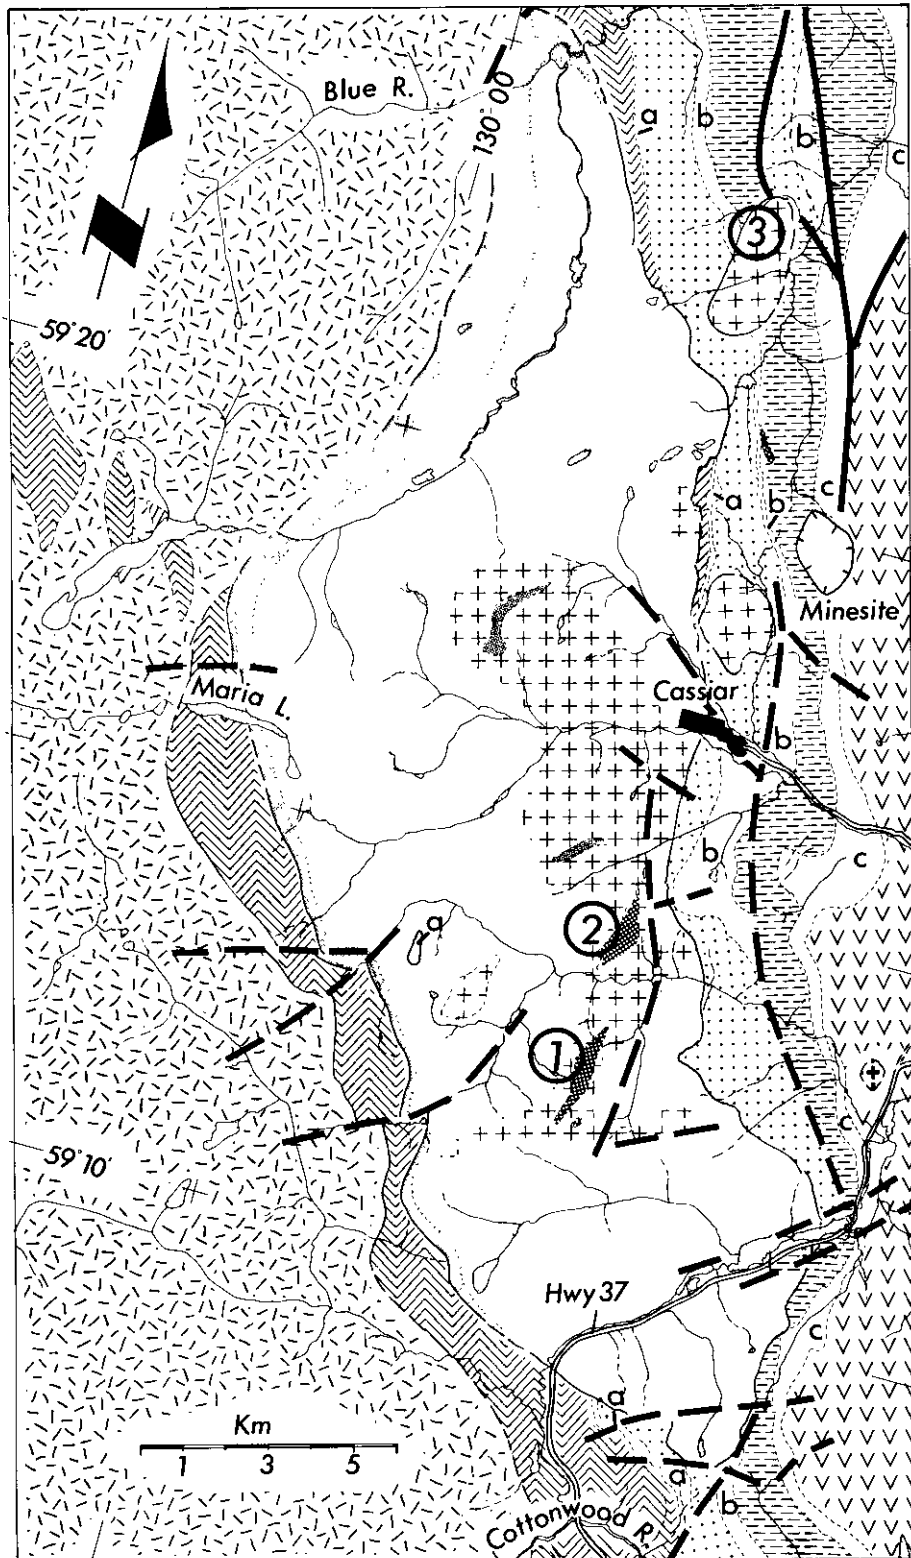 Blue R.
130° 00'
a
b
b
c
3
59° 20'
a
b
c
Minesite
Cassiar
Maria L.
b
b
c
2
q
1
c
59° 10'
Hwy 37
c
a
Km
1 3 5
a
b
Cottonwood R.